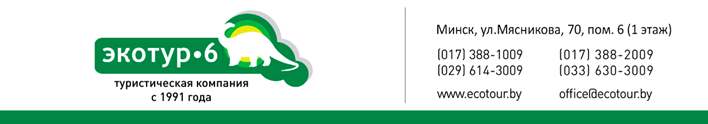 экотур•6
туристическая компания
с 1991 года
Минск, ул.Мясникова, 70, пом. 6 (1 этаж)
(017) 388-1009 (017) 388-2009
(029) 614-3009 (033) 630-3009
www.ecotour.by office@ecotour.by